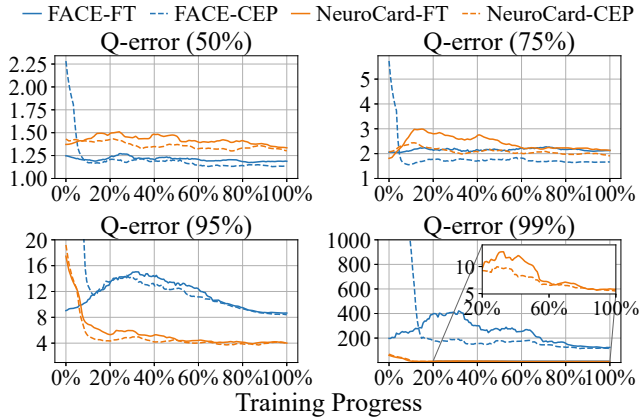 FACE-FT FACE-CEP NeuroCard-FT NeuroCard-CEP
Q-error (50%) Q-error (75%)
2.25
2.00
1.75
1.50
1.25
1.00
0% 20% 40% 60% 80% 100%
5
4
3
2
1
0% 20% 40% 60% 80% 100%
Q-error (95%) Q-error (99%)
20
16
12
8
4
0% 20% 40% 60% 80% 100%
1000
800
600
400
200
10
5
20% 60% 100%
0% 20% 40% 60% 80% 100%
Training Progress